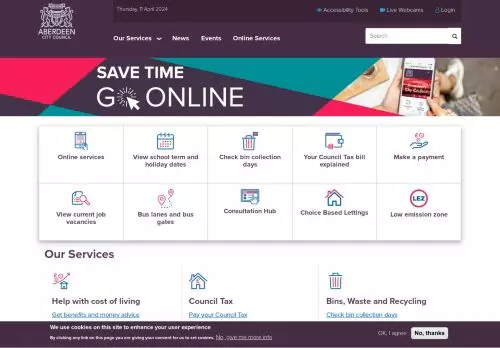 Thursday, 11 April 2024
Accessibility Tools
Live Webcams
Login
ABERDEEN
CITY COUNCIL
Our Services
News
Events
Online Services
Search
SAVE TIME
GO ONLINE
Online services
View school term and
holiday dates
Check bin collection
days
Your Council Tax bill
explained
Make a payment
View current job
vacancies
Bus lanes and bus
gates
Consultation Hub
Choice Based Lettings
LEZ
Low emission zone
Our Services
Help with cost of living
Get benefits and money advice
Council Tax
Pay your Council Tax
Bins, Waste and Recycling
Check bin collection days
We use cookies on this site to enhance your user experience
By clicking any link on this page you are giving your consent for us to set cookies. No, give me more info
OK, I agree
No, thanks